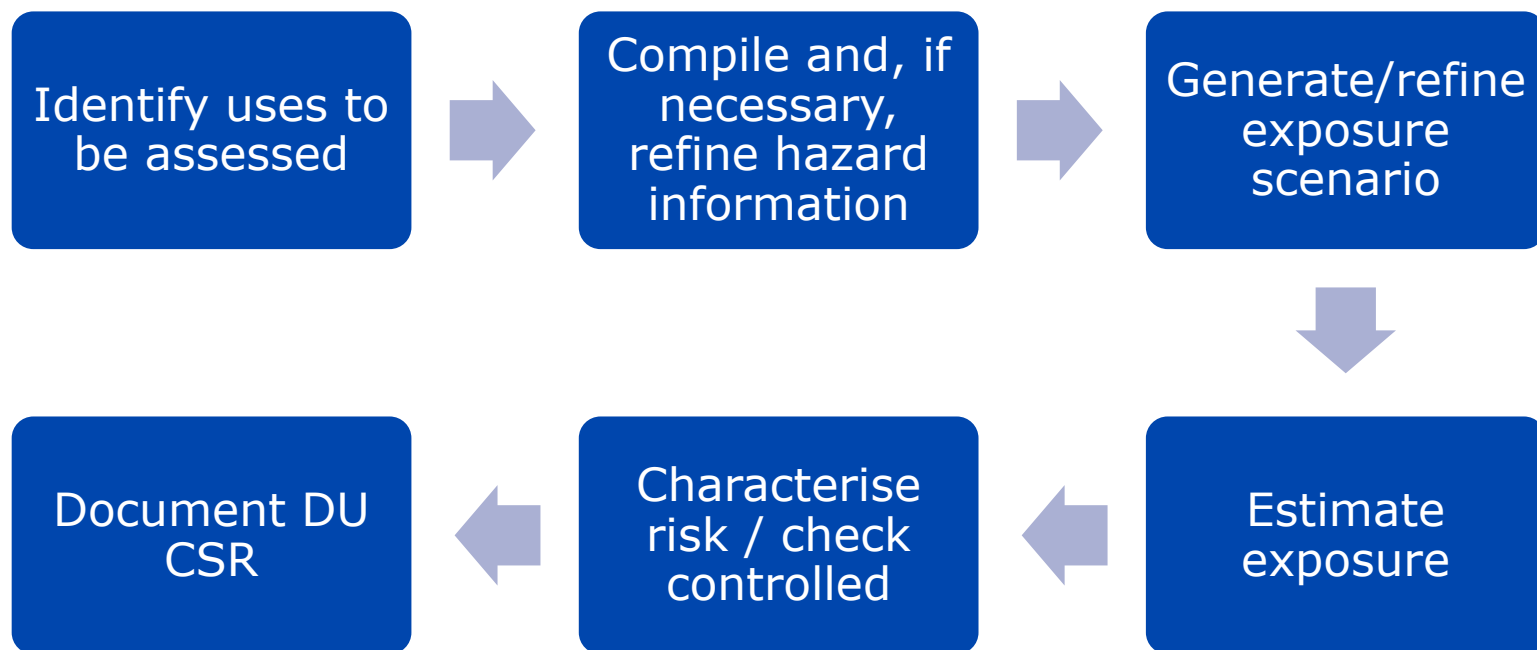 Identify uses to
be assessed
Compile and, if
necessary,
refine hazard
information
Generate/refine
exposure
scenario
Estimate
exposure
Characterise
risk / check
controlled
Document DU
CSR